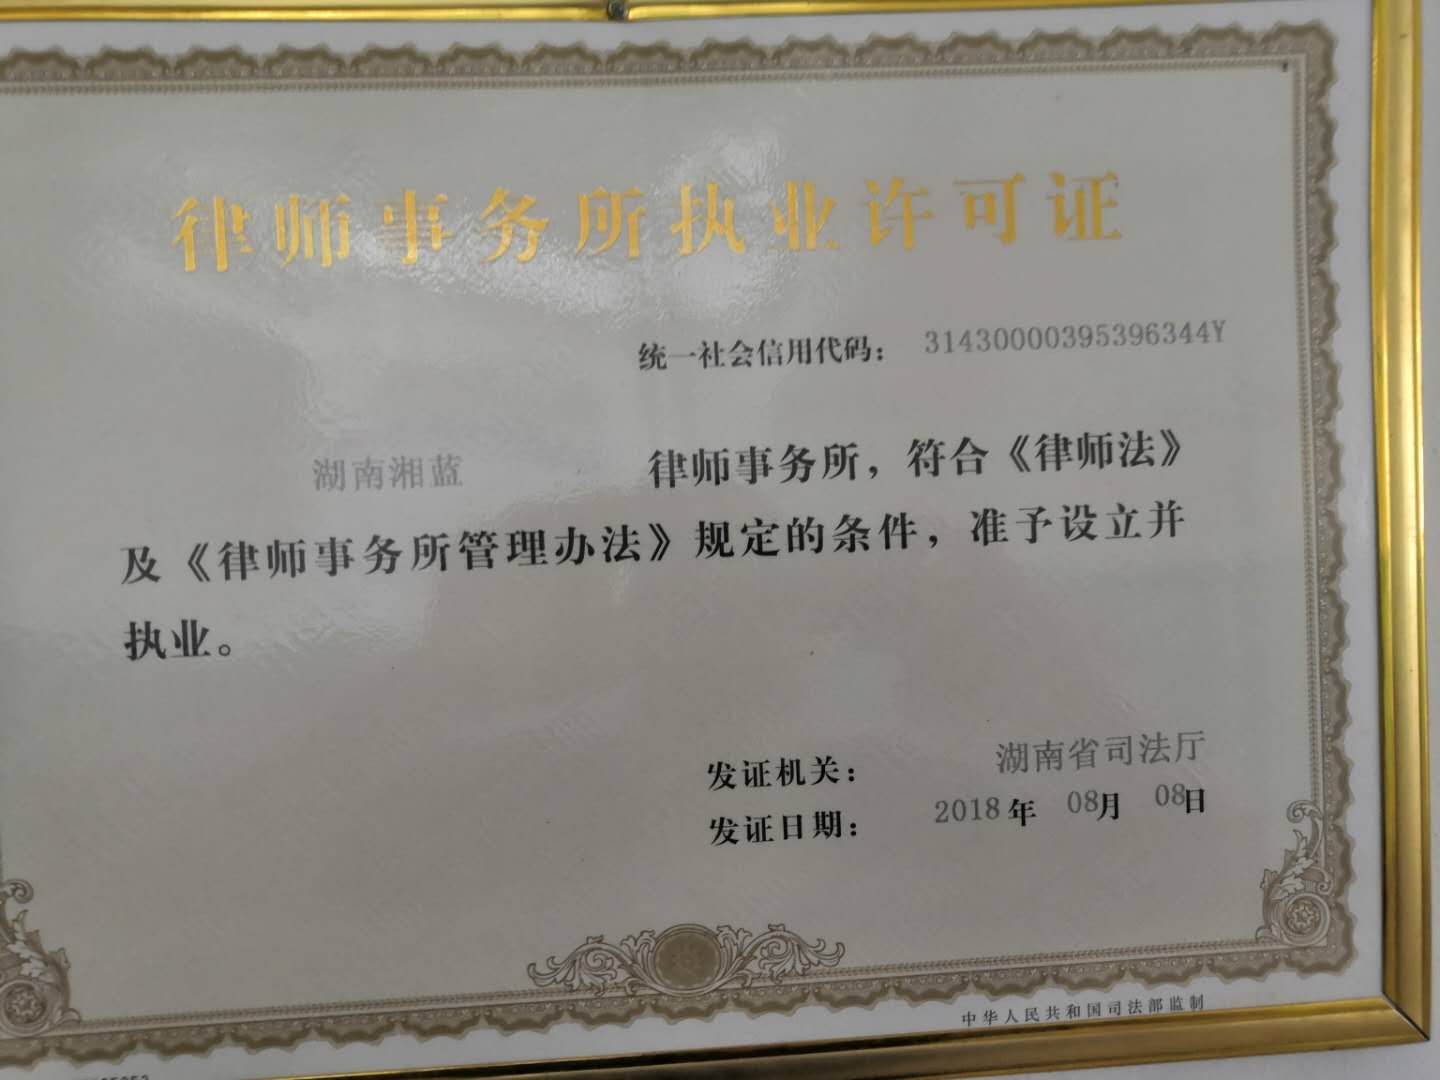 律师事务所执业许可证
统一社会信用代码：31430000395396344Y
湖南湘蓝 律师事务所，符合《律师法》
及《律师事务所管理办法》规定的条件，准予设立并
执业。
发证机关：湖南省司法厅
发证日期：2018年 08月 08日
中华人民共和国司法部监制